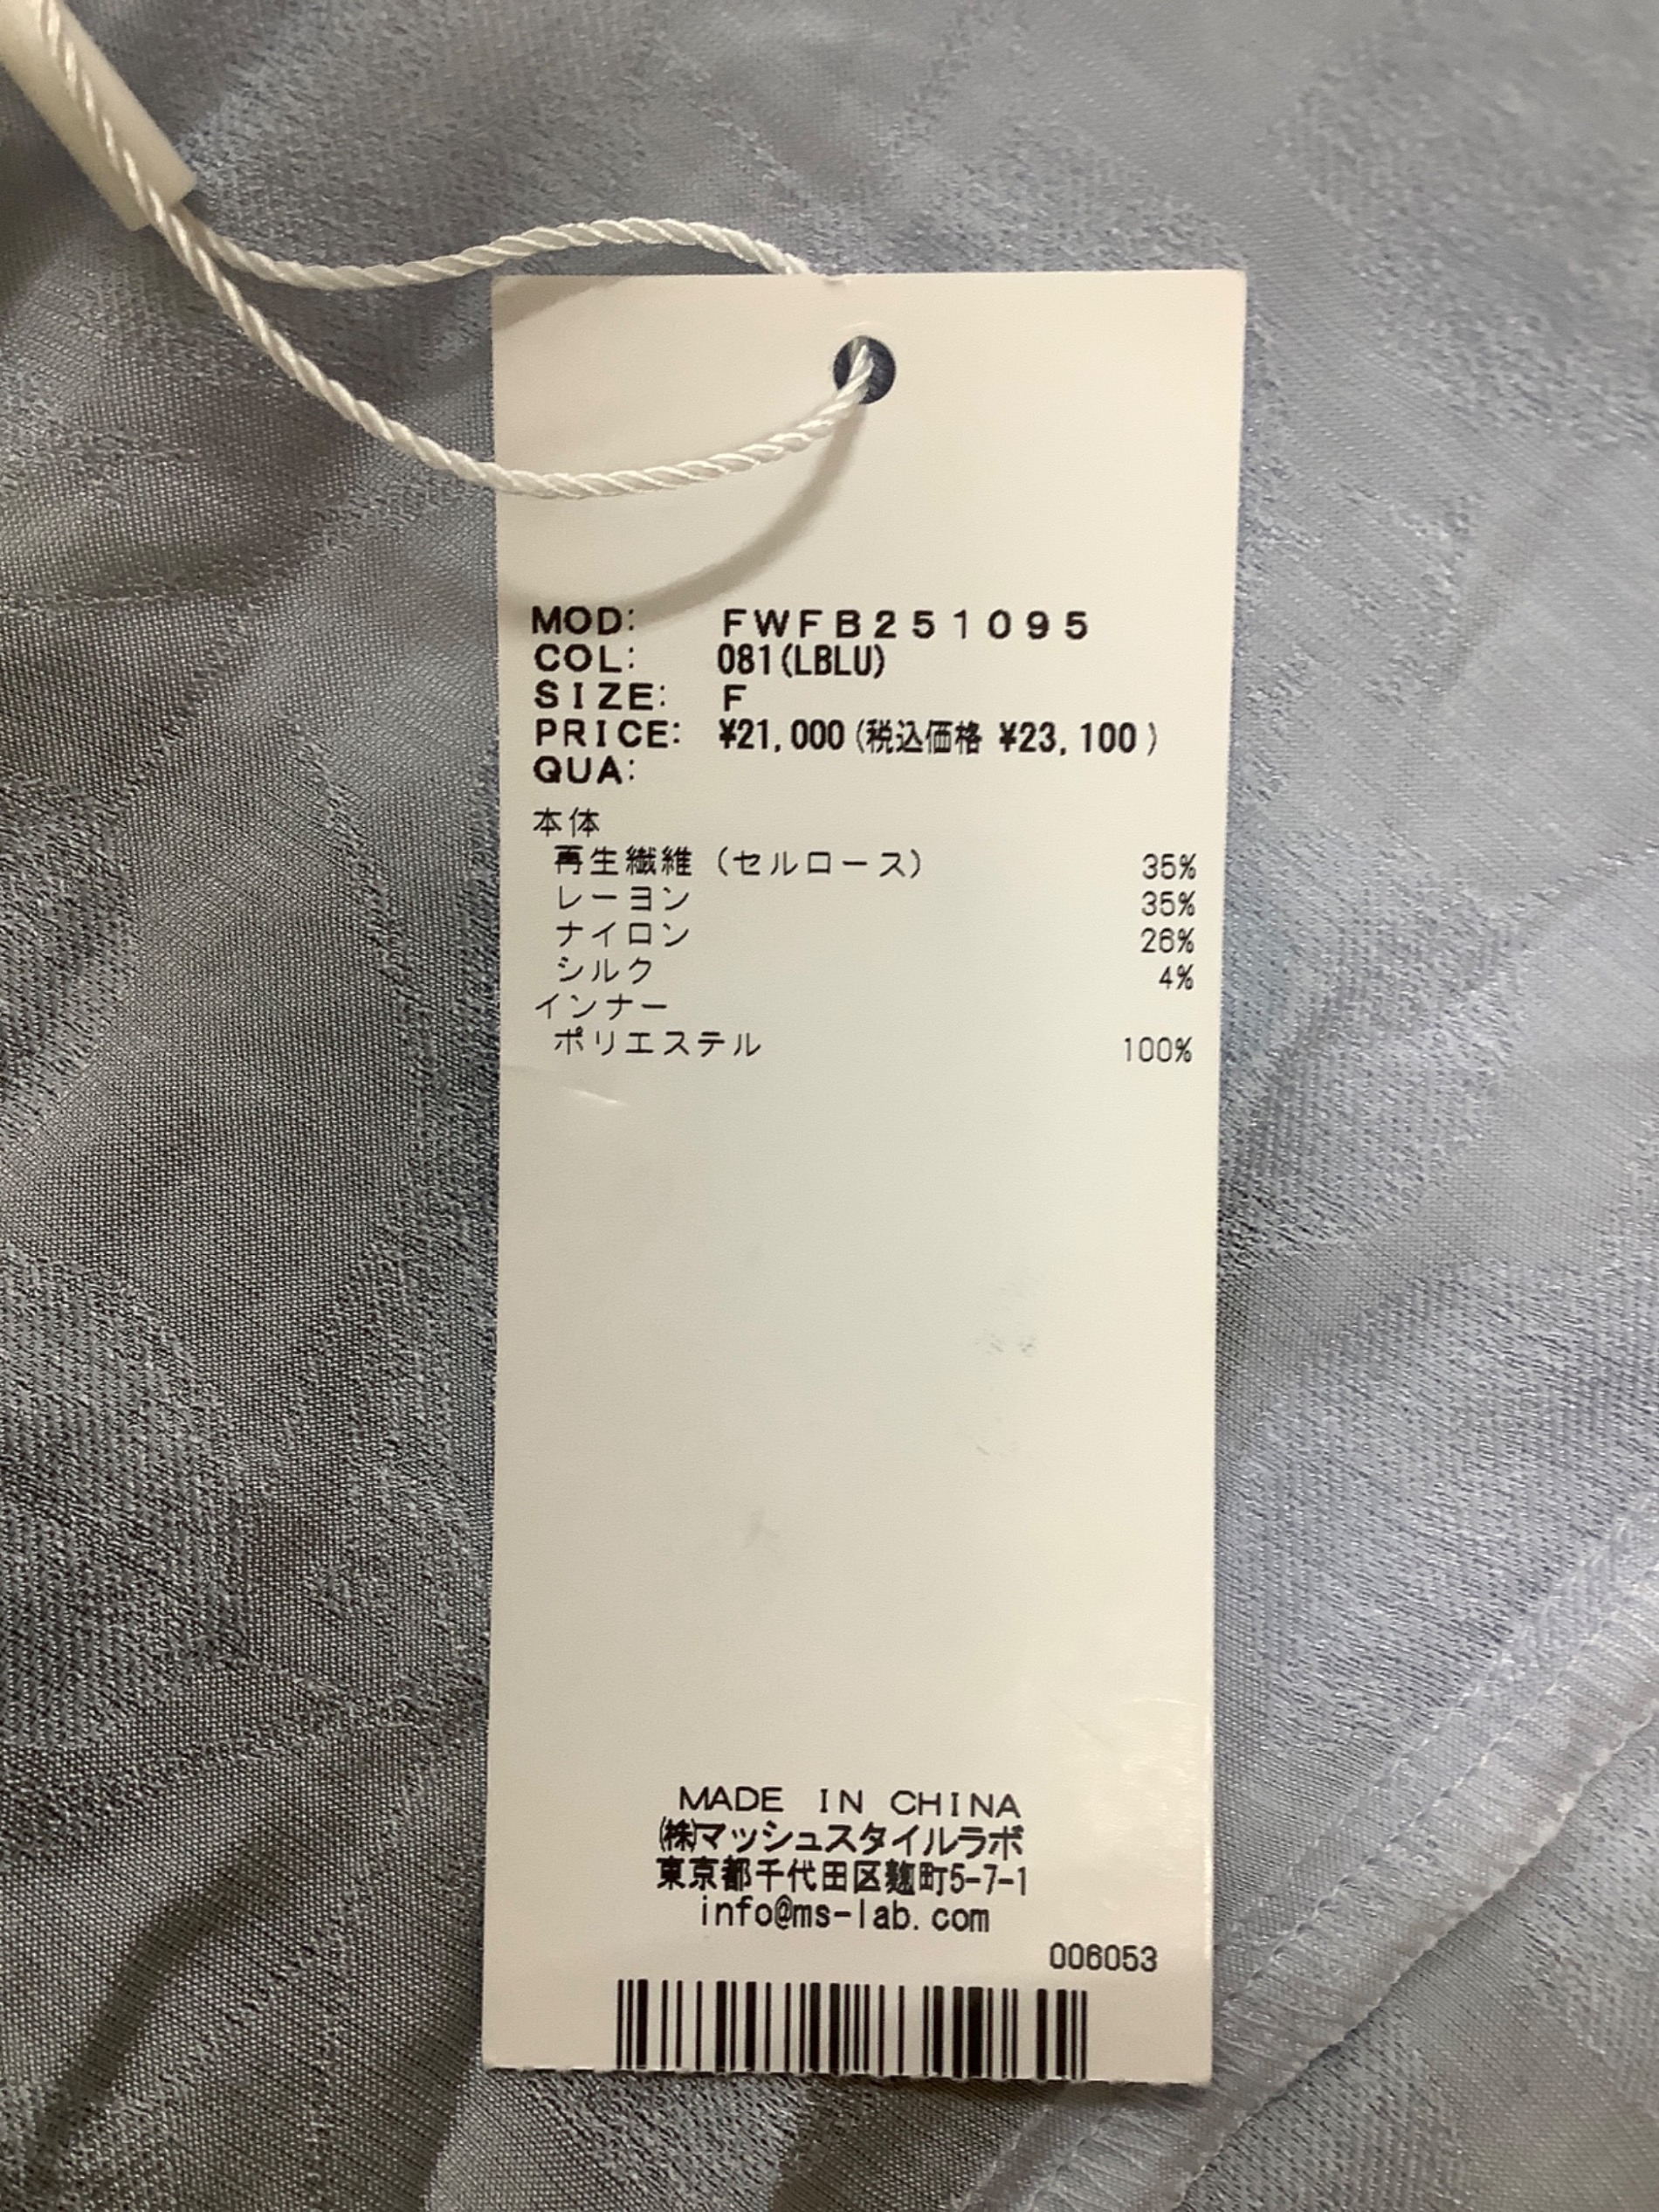 MOD: FWFB251095
COL: 081(LBLU)
SIZE: F
PRICE: ¥21,000(税込価格 ¥23,100)
QUA:
本体
再生繊維(セルロース) 35%
レーヨン 35%
ナイロン 26%
シルク 4%
インナー
ポリエステル 100%
MADE IN CHINA
㈱マッシュスタイルラボ
東京都千代田区麹町5-7-1
info@ms-lab.com
006053